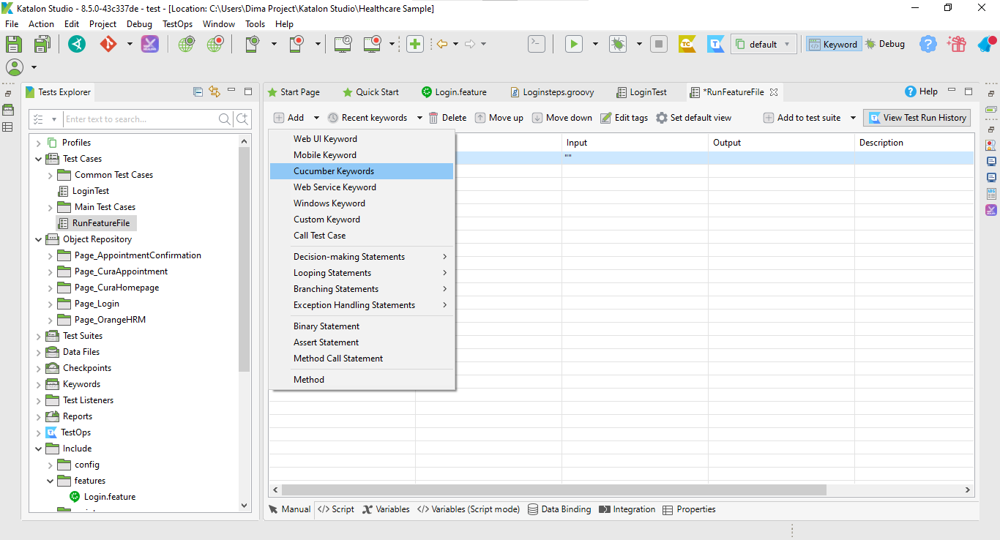 Katalon Studio - 8.5.0-43c337de - test - [Location: C:\Users\Dima Project\Katalon Studio\Healthcare Sample]
File Action Edit Project Debug TestOps Window Tools Help
TC T default Keyword Debug
Tests Explorer
Start Page Quick Start Login.feature Loginsteps.groovy LoginTest *RunFeatureFile Help
Enter text to search...
Add Recent keywords Delete Move up Move down Edit tags Set default view Add to test suite View Test Run History
Input Output Description
""
Profiles
Test Cases
Common Test Cases
LoginTest
Main Test Cases
RunFeatureFile
Object Repository
Page_AppointmentConfirmation
Page_CuraAppointment
Page_CuraHomepage
Page_Login
Page_OrangeHRM
Test Suites
Data Files
Checkpoints
Keywords
Test Listeners
Reports
TestOps
Include
config
features
Login.feature
Web UI Keyword
Mobile Keyword
Cucumber Keywords
Web Service Keyword
Windows Keyword
Custom Keyword
Call Test Case
Decision-making Statements
Looping Statements
Branching Statements
Exception Handling Statements
Binary Statement
Assert Statement
Method Call Statement
Method
Manual Script Variables Variables (Script mode) Data Binding Integration Properties